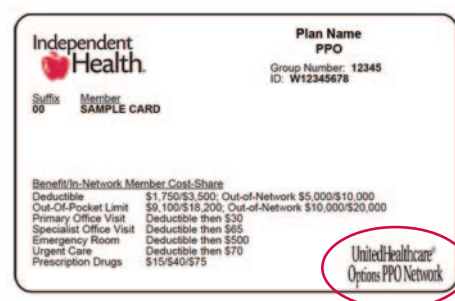 Independent
Health.
Plan Name
PPO
Group Number: 12345
ID: W12345678
Suffix Member
00 SAMPLE CARD
Benefit/In-Network Member Cost-Share
Deductible $1,750/$3,500; Out-of-Network $5,000/$10,000
Out-Of-Pocket Limit $9,100/$18,200; Out-of-Network $10,000/$20,000
Primary Office Visit Deductible then $30
Specialist Office Visit Deductible then $65
Emergency Room Deductible then $500
Urgent Care Deductible then $70
Prescription Drugs $15/$40/$75
UnitedHealthcare®
Options PPO Network